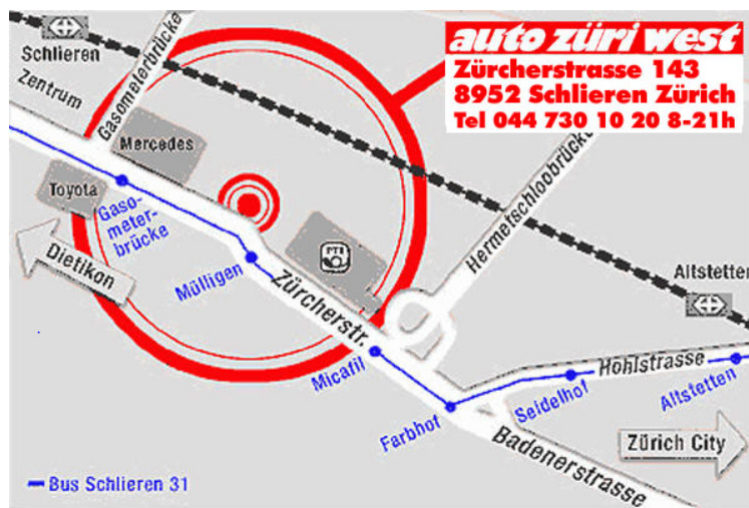 auto züri west
Zürcherstrasse 143
8952 Schlieren Zürich
Tel 044 730 10 20 8-21h
Schlieren
Zentrum
Gasometerbrücke
Mercedes
Toyota
Gaso-
meter-
brücke
Dietikon
Mülligen
PTT
Zürcherstr.
Hermetschloobrücke
Altstetten
Micafil
Farbhof
Seidelhof
Hohlstrasse
Altstetten
Badenerstrasse
Zürich City
Bus Schlieren 31